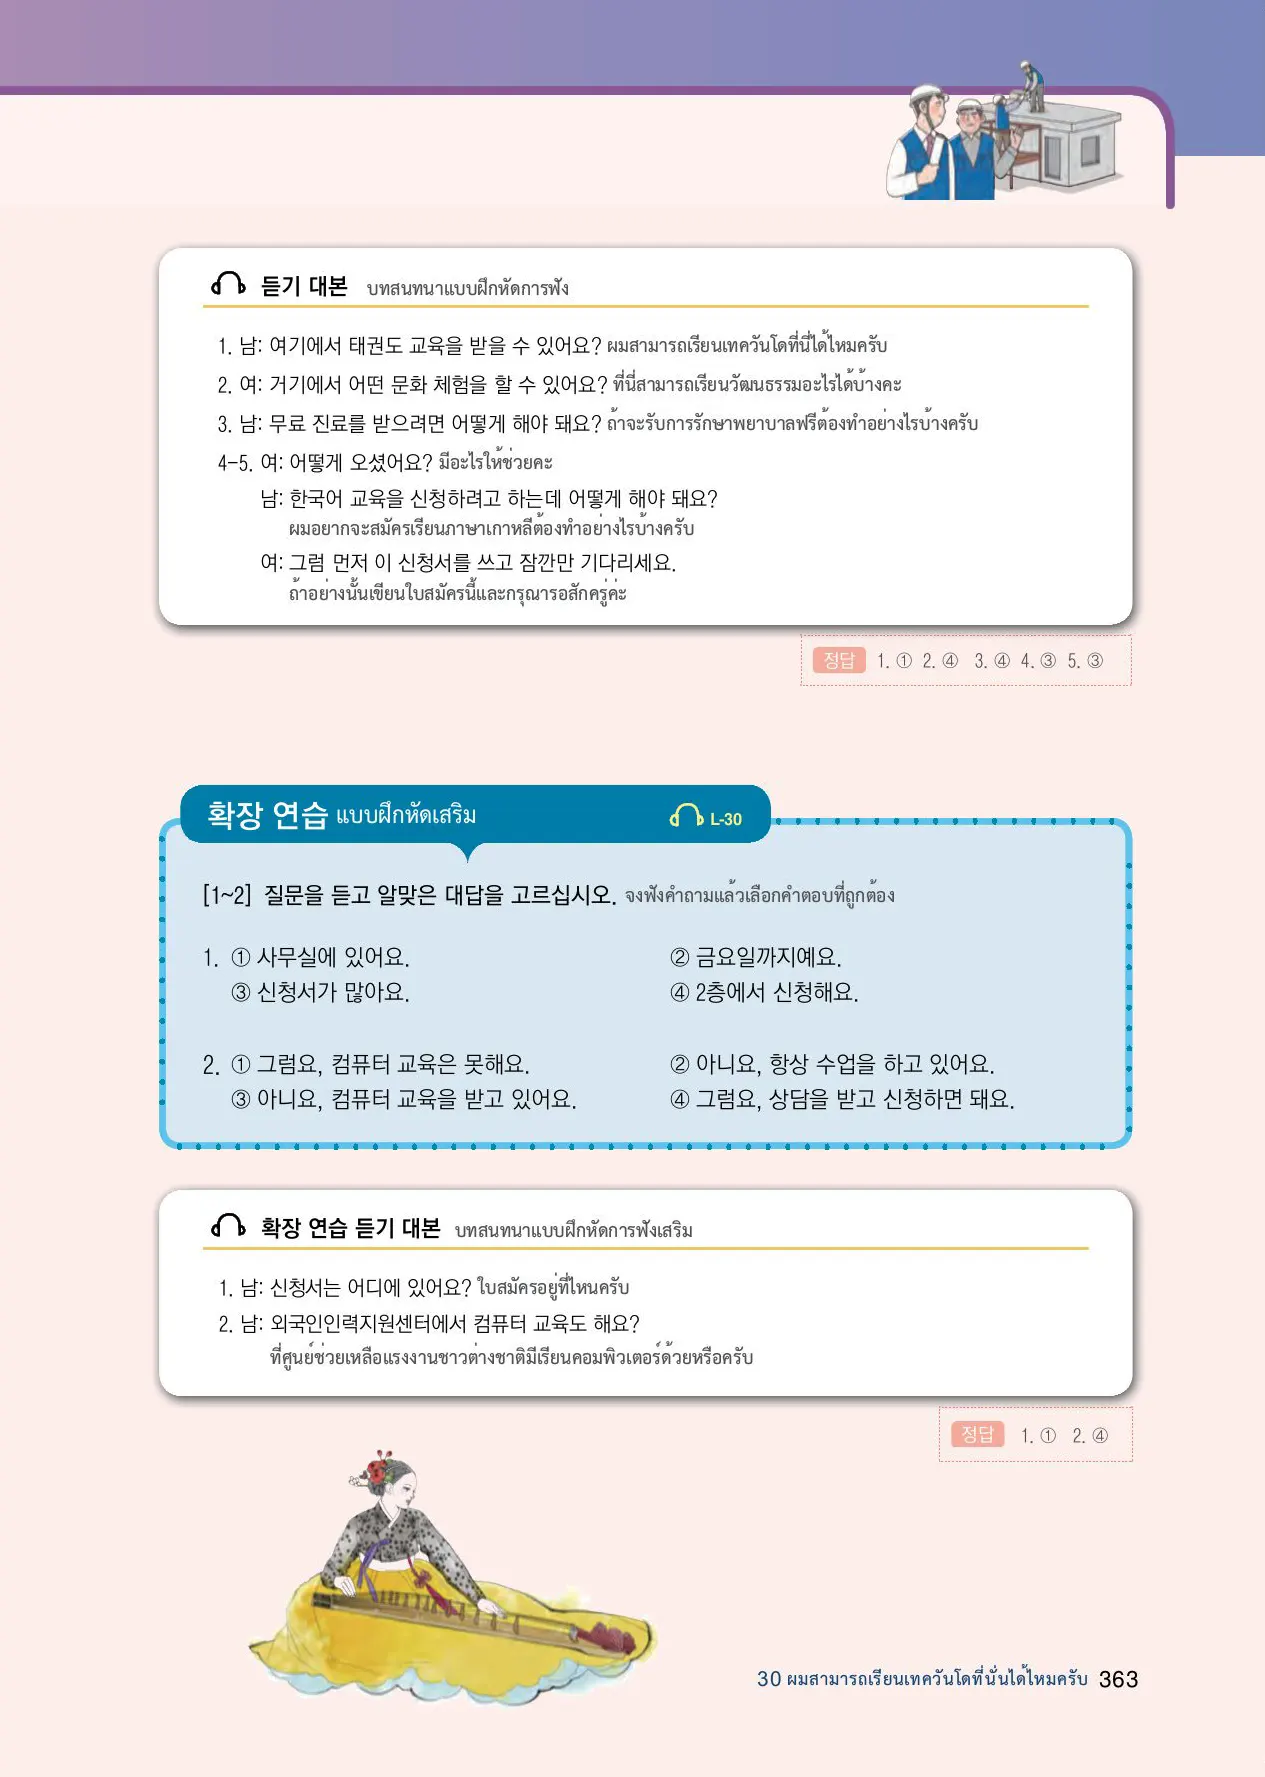 듣기 대본 บทสนทนาแบบฝึกหัดการฟัง
1. 남: 여기에서 태권도 교육을 받을 수 있어요? ผมสามารถเรียนเทควันโดที่นี่ได้ไหมครับ
2. 여: 거기에서 어떤 문화 체험을 할 수 있어요? ที่นี่สามารถเรียนวัฒนธรรมอะไรได้บ้างคะ
3. 남: 무료 진료를 받으려면 어떻게 해야 돼요? ถ้าจะรับการรักษาพยาบาลฟรีต้องทำอย่างไรบ้างครับ
4-5. 여: 어떻게 오셨어요? มีอะไรให้ช่วยคะ
남: 한국어 교육을 신청하려고 하는데 어떻게 해야 돼요?
ผมอยากจะสมัครเรียนภาษาเกาหลีต้องทำอย่างไรบ้างครับ
여: 그럼 먼저 이 신청서를 쓰고 잠깐만 기다리세요.
ถ้าอย่างนั้นเขียนใบสมัครนี้และกรุณารอสักครู่ค่ะ
정답 1. ① 2. ④ 3. ④ 4. ③ 5. ③
확장 연습 แบบฝึกหัดเสริม L-30
[1~2] 질문을 듣고 알맞은 대답을 고르십시오. จงฟังคำถามแล้วเลือกคำตอบที่ถูกต้อง
1. ① 사무실에 있어요. ② 금요일까지예요.
③ 신청서가 많아요. ④ 2층에서 신청해요.
2. ① 그럼요, 컴퓨터 교육은 못해요. ② 아니요, 항상 수업을 하고 있어요.
③ 아니요, 컴퓨터 교육을 받고 있어요. ④ 그럼요, 상담을 받고 신청하면 돼요.
확장 연습 듣기 대본 บทสนทนาแบบฝึกหัดการฟังเสริม
1. 남: 신청서는 어디에 있어요? ใบสมัครอยู่ที่ไหนครับ
2. 남: 외국인인력지원센터에서 컴퓨터 교육도 해요?
ที่ศูนย์ช่วยเหลือแรงงานชาวต่างชาติมีเรียนคอมพิวเตอร์ด้วยหรือครับ
정답 1. ① 2. ④
30 ผมสามารถเรียนเทควันโดที่นั่นได้ไหมครับ 363